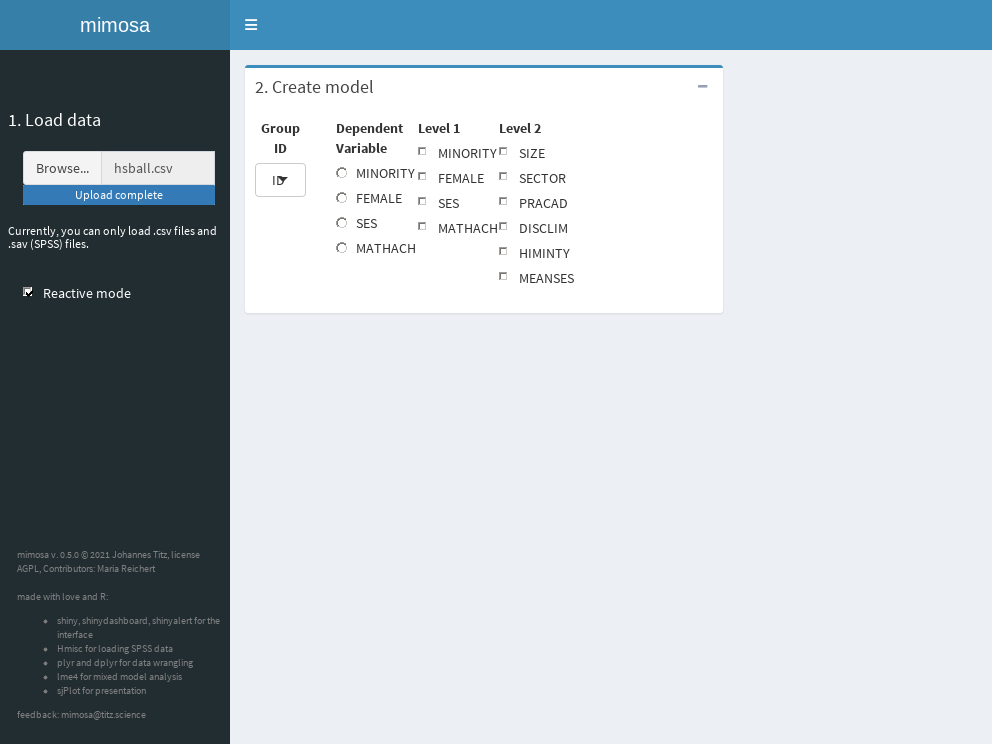 mimosa
1. Load data
Browse...
hsball.csv
Upload complete
Currently, you can only load .csv files and
.sav (SPSS) files.
Reactive mode
mimosa v. 0.5.0 © 2021 Johannes Titz, license
AGPL, Contributors: Maria Reichert
made with love and R:
shiny, shinydashboard, shinyalert for the
interface
Hmisc for loading SPSS data
plyr and dplyr for data wrangling
lme4 for mixed model analysis
sjPlot for presentation
feedback: mimosa@titz.science
2. Create model
Group
ID
ID
Dependent
Variable
MINORITY
FEMALE
SES
MATHACH
Level 1
MINORITY
FEMALE
SES
MATHACH
Level 2
SIZE
SECTOR
PRACAD
DISCLIM
HIMINTY
MEANSES